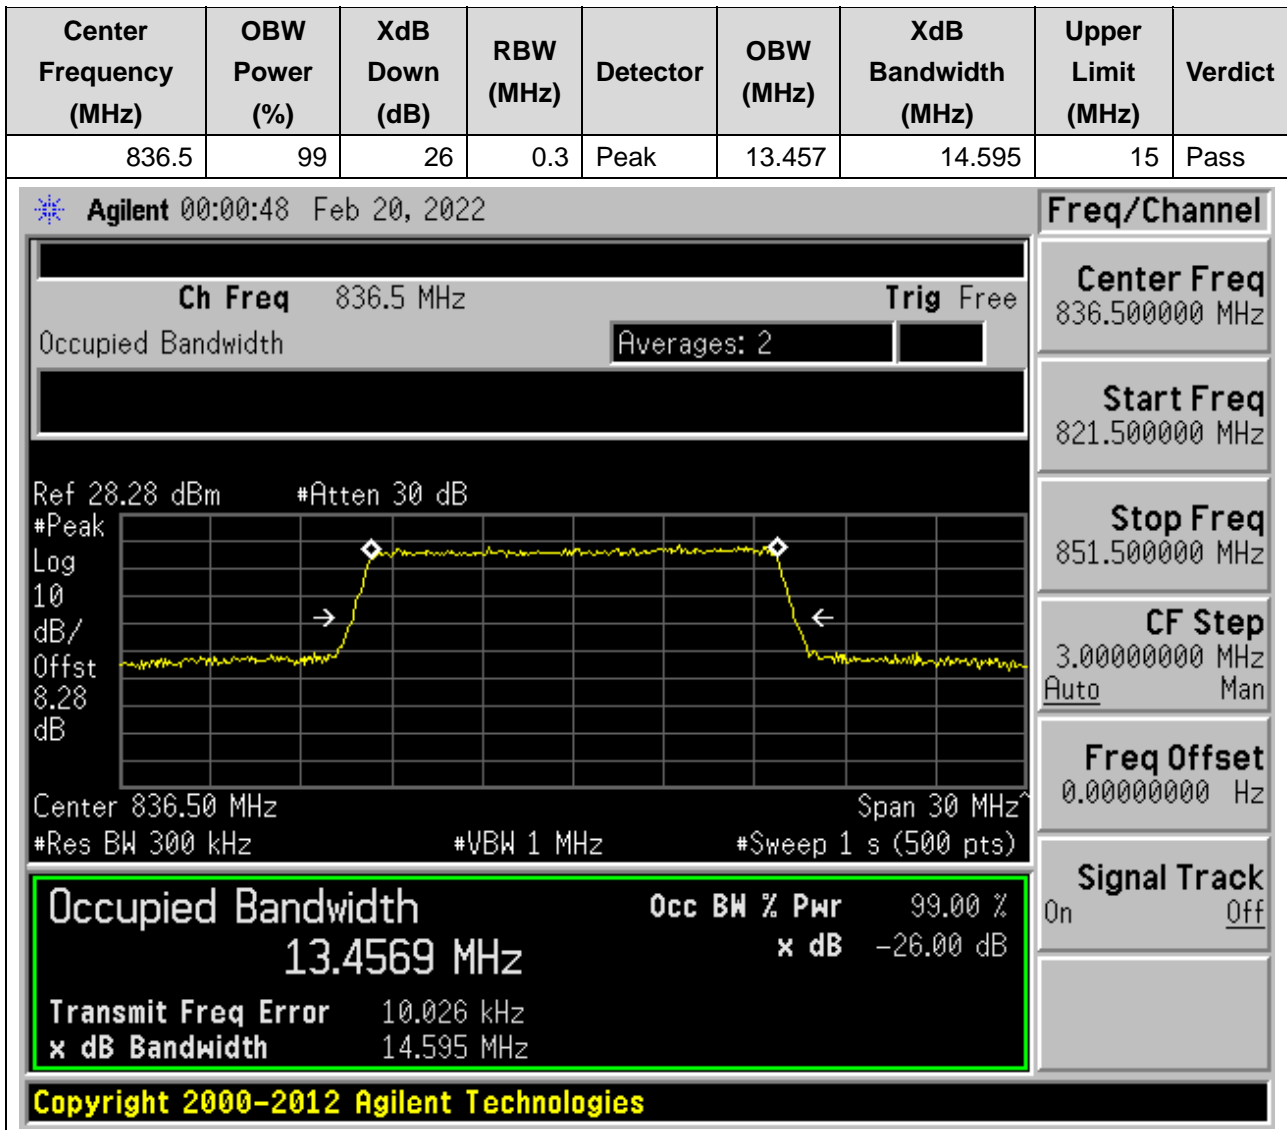 Center Frequency (MHz) OBW Power (%) XdB Down (dB) RBW (MHz) Detector OBW (MHz) XdB Bandwidth (MHz) Upper Limit (MHz) Verdict
836.5 99 26 0.3 Peak 13.457 14.595 15 Pass
Agilent 00:00:48 Feb 20, 2022
Ch Freq 836.5 MHz Trig Free
Occupied Bandwidth Averages: 2
Ref 28.28 dBm #Atten 30 dB
#Peak
Log
10
dB/
Offst
8.28
dB
Center 836.50 MHz Span 30 MHz^
#Res BW 300 kHz #VBW 1 MHz #Sweep 1 s (500 pts)
Occupied Bandwidth Occ BW % Pwr 99.00 %
13.4569 MHz x dB -26.00 dB
Transmit Freq Error 10.026 kHz
x dB Bandwidth 14.595 MHz
Copyright 2000-2012 Agilent Technologies
Freq/Channel
Center Freq
836.500000 MHz
Start Freq
821.500000 MHz
Stop Freq
851.500000 MHz
CF Step
3.00000000 MHz
Auto Man
Freq Offset
0.00000000 Hz
Signal Track
On Off